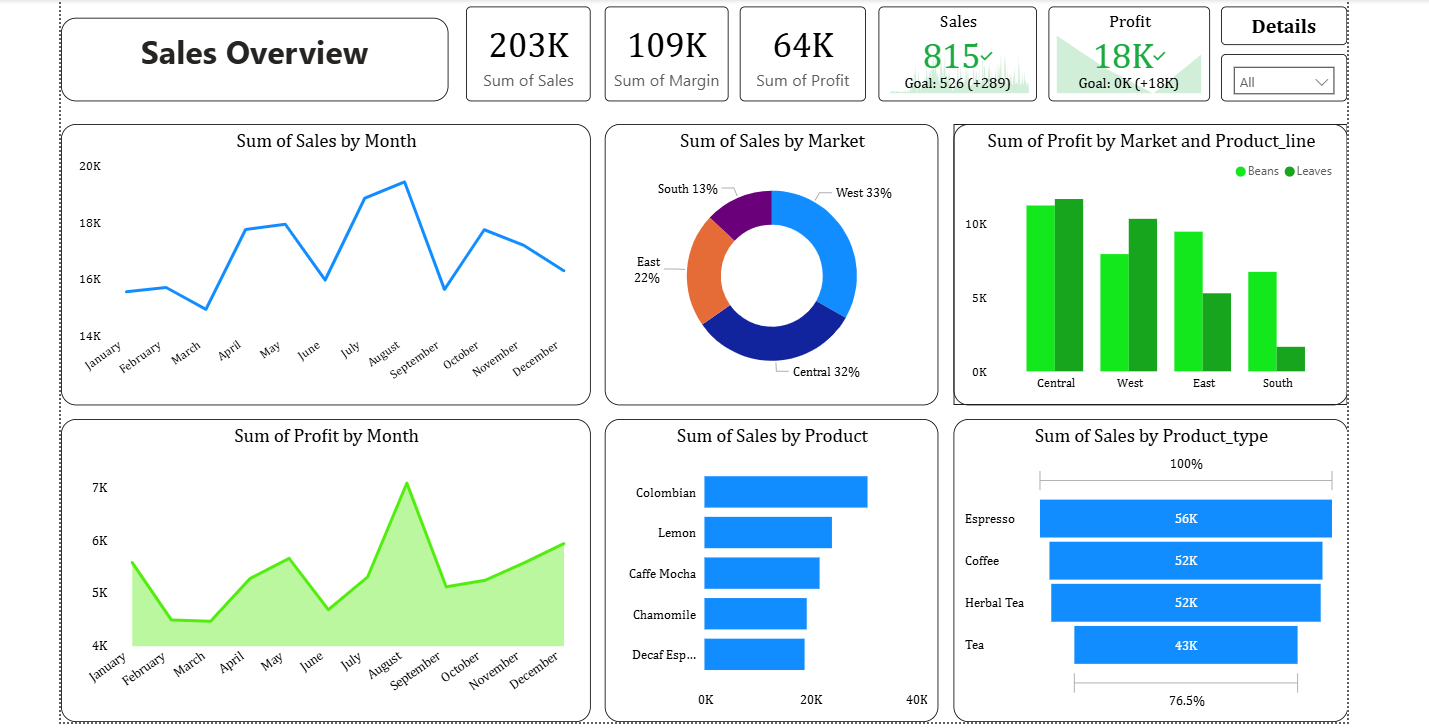 Sales Overview
203K
Sum of Sales
109K
Sum of Margin
64K
Sum of Profit
Sales
815
Goal: 526 (+289)
Profit
18K
Goal: 0K (+18K)
Details
All
Sum of Sales by Month
20K
18K
16K
14K
January
February
March
April
May
June
July
August
September
October
November
December
Sum of Sales by Market
South 13%
West 33%
East
22%
Central 32%
Sum of Profit by Market and Product_line
Beans
Leaves
10K
5K
0K
Central
West
East
South
Sum of Profit by Month
7K
6K
5K
4K
January
February
March
April
May
June
July
August
September
October
November
December
Sum of Sales by Product
Colombian
Lemon
Caffe Mocha
Chamomile
Decaf Esp...
0K
20K
40K
Sum of Sales by Product_type
100%
Espresso
56K
Coffee
52K
Herbal Tea
52K
Tea
43K
76.5%